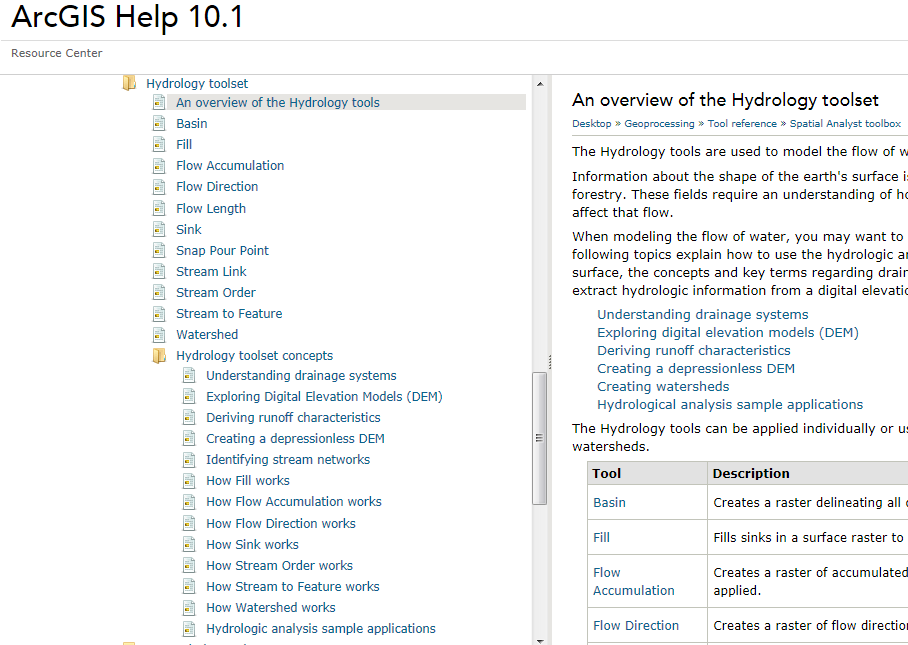 ArcGIS Help 10.1
Resource Center
Hydrology toolset
An overview of the Hydrology tools
Basin
Fill
Flow Accumulation
Flow Direction
Flow Length
Sink
Snap Pour Point
Stream Link
Stream Order
Stream to Feature
Watershed
Hydrology toolset concepts
Understanding drainage systems
Exploring Digital Elevation Models (DEM)
Deriving runoff characteristics
Creating a depressionless DEM
Identifying stream networks
How Fill works
How Flow Accumulation works
How Flow Direction works
How Sink works
How Stream Order works
How Stream to Feature works
How Watershed works
Hydrologic analysis sample applications
An overview of the Hydrology toolset
Desktop » Geoprocessing » Tool reference » Spatial Analyst toolbox
The Hydrology tools are used to model the flow of
Information about the shape of the earth's surface
forestry. These fields require an understanding of
affect that flow.
When modeling the flow of water, you may want to
following topics explain how to use the hydrologic
surface, the concepts and key terms regarding
extract hydrologic information from a digital
Understanding drainage systems
Exploring digital elevation models (DEM)
Deriving runoff characteristics
Creating a depressionless DEM
Creating watersheds
Hydrological analysis sample applications
The Hydrology tools can be applied individually or
watersheds.
Tool Description
Basin Creates a raster delineating all
Fill Fills sinks in a surface raster to
Flow Accumulation Creates a raster of accumulated
applied.
Flow Direction Creates a raster of flow